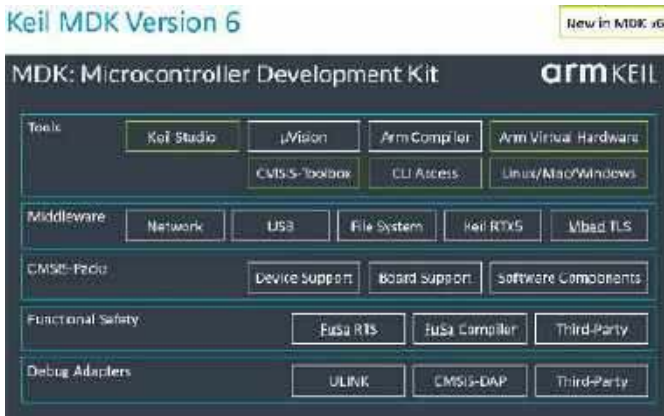 Keil MDK Version 6
New in MDK v6
MDK: Microcontroller Development Kit
arm KEIL
Tools
Keil Studio
µVision
Arm Compiler
Arm Virtual Hardware
CMSIS-Toolbox
CLI Access
Linux/Mac/Windows
Middleware
Network
USB
File System
Keil RTX5
Mbed TLS
CMSIS-Packs
Device Support
Board Support
Software Components
Functional Safety
FuSa RTS
FuSa Compiler
Third-Party
Debug Adapters
ULINK
CMSIS-DAP
Third-Party